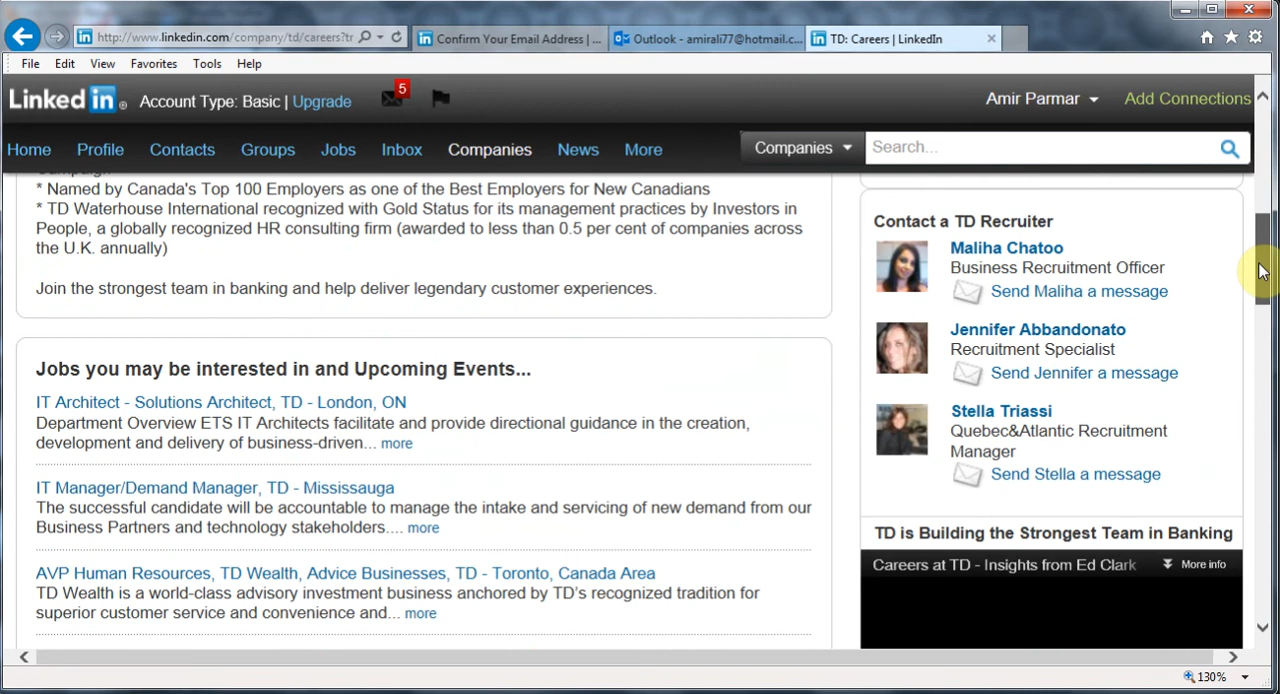 http://www.linkedin.com/company/td/careers?tr
Confirm Your Email Address | ...
Outlook - amirali77@hotmail.c...
TD: Careers | LinkedIn
File Edit View Favorites Tools Help
Linked in ® Account Type: Basic | Upgrade
5
Amir Parmar
Add Connections
Home Profile Contacts Groups Jobs Inbox Companies News More
Companies
Search...
* Named by Canada's Top 100 Employers as one of the Best Employers for New Canadians
* TD Waterhouse International recognized with Gold Status for its management practices by Investors in
People, a globally recognized HR consulting firm (awarded to less than 0.5 per cent of companies across
the U.K. annually)
Join the strongest team in banking and help deliver legendary customer experiences.
Jobs you may be interested in and Upcoming Events...
IT Architect - Solutions Architect, TD - London, ON
Department Overview ETS IT Architects facilitate and provide directional guidance in the creation,
development and delivery of business-driven... more
IT Manager/Demand Manager, TD - Mississauga
The successful candidate will be accountable to manage the intake and servicing of new demand from our
Business Partners and technology stakeholders.... more
AVP Human Resources, TD Wealth, Advice Businesses, TD - Toronto, Canada Area
TD Wealth is a world-class advisory investment business anchored by TD's recognized tradition for
superior customer service and convenience and... more
Contact a TD Recruiter
Maliha Chatoo
Business Recruitment Officer
Send Maliha a message
Jennifer Abbandonato
Recruitment Specialist
Send Jennifer a message
Stella Triassi
Quebec&Atlantic Recruitment
Manager
Send Stella a message
TD is Building the Strongest Team in Banking
Careers at TD - Insights from Ed Clark
More info
130%